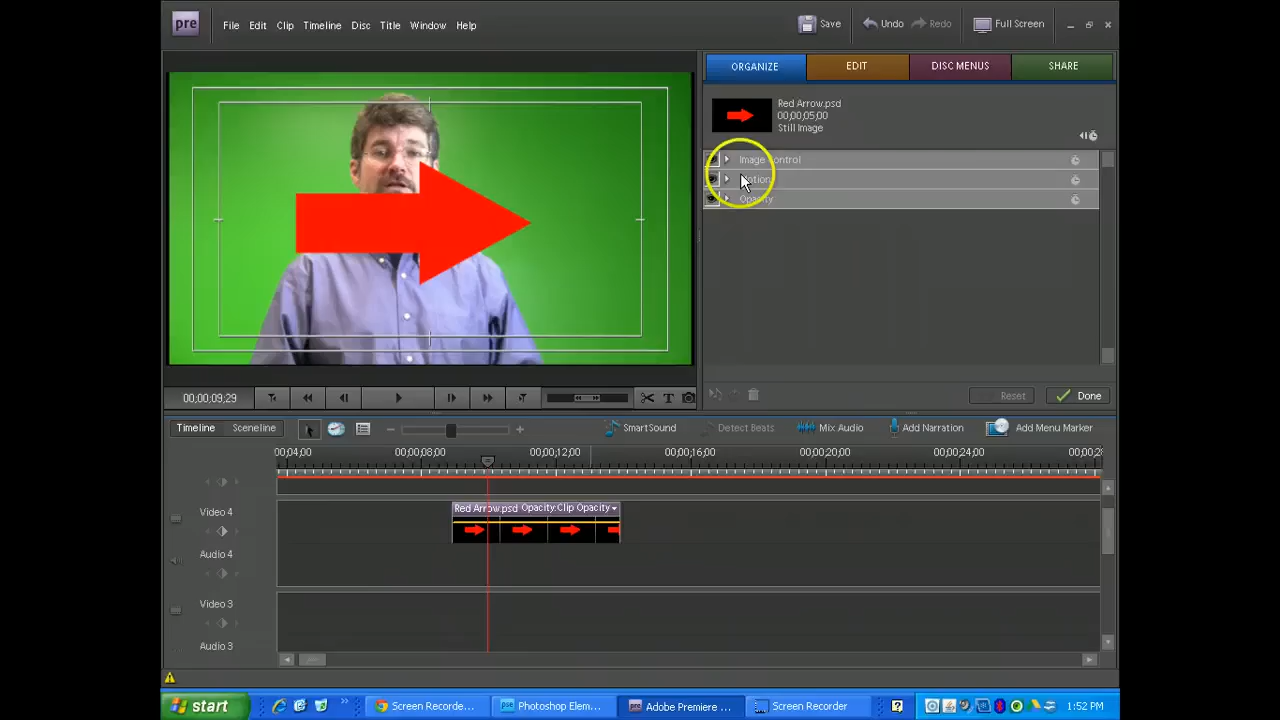 pre File Edit Clip Timeline Disc Title Window Help Save Undo Redo Full Screen
ORGANIZE EDIT DISC MENUS SHARE
Red Arrow.psd
00;00;05;00
Still Image
Image Control
Motion
Opacity
00;00;09;29 T Reset Done
Timeline Sceneline SmartSound Detect Beats Mix Audio Add Narration Add Menu Marker
00;04;00 00;00;08;00 00;00;12;00 00;00;16;00 00;00;20;00 00;00;24;00 00;00;2
Video 4 Red Arrow.psd Opacity:Clip Opacity
Audio 4
Video 3
Audio 3
start Screen Recorde... Photoshop Elem... Adobe Premiere ... Screen Recorder 1:52 PM